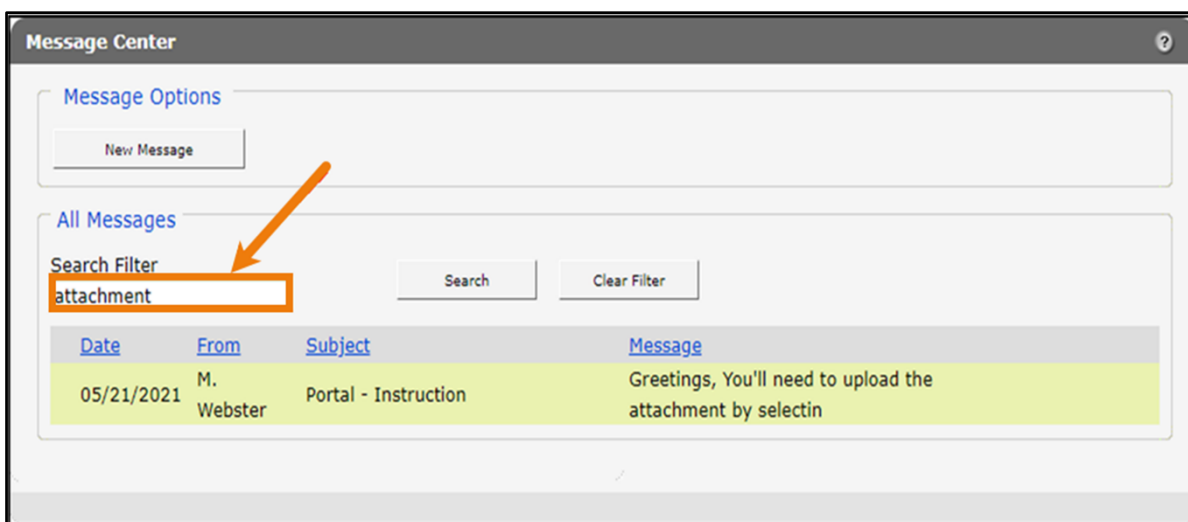 Message Center ?
Message Options
New Message
All Messages
Search Filter
attachment
Search Clear Filter
Date From Subject Message
05/21/2021 M. Webster Portal - Instruction Greetings, You'll need to upload the
attachment by selectin